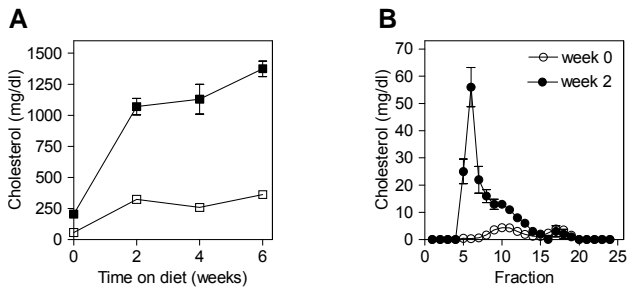 A
Cholesterol (mg/dl)
1500
1250
1000
750
500
250
0
0 2 4 6
Time on diet (weeks)
B
Cholesterol (mg/dl)
70
60
50
40
30
20
10
0
week 0
week 2
0 5 10 15 20 25
Fraction